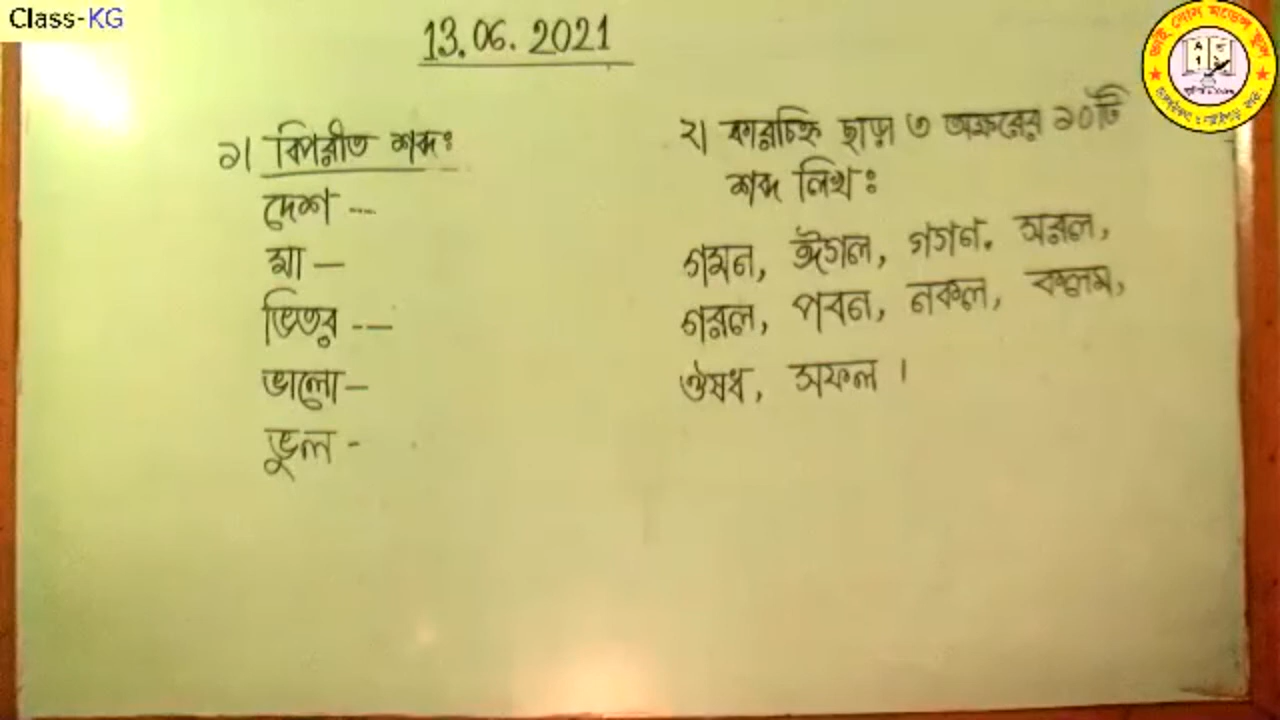 Class-KG
13.06.2021
১। বিপরীত শব্দঃ
দেশ ---
মা —
ভিতর ---
ভালো —
ভুল -
২। কারচিহ্ন ছাড়া ৩ অক্ষরের ১০টি
শব্দ লিখঃ
গমন, ঈগল, গগণ. সরল,
গরল, পবন, নকল, কলম,
ঔষধ, সফল ।
ভাই বোন মডেল স্কুল